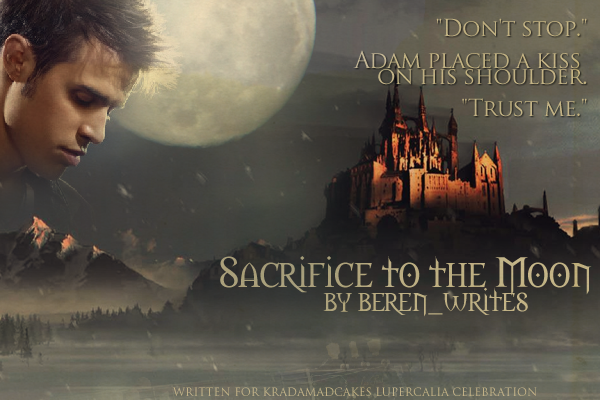 "Don't stop."
Adam placed a kiss
on his shoulder.
"Trust me."
Sacrifice to the Moon
by beren_writes
written for kradamadcakes lupercalia celebration